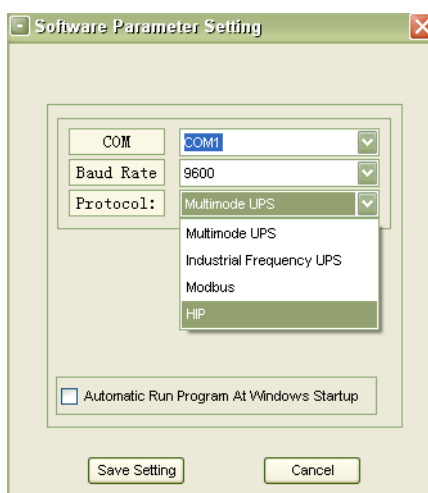 Software Parameter Setting
COM COM1
Baud Rate 9600
Protocol: Multimode UPS
Multimode UPS
Industrial Frequency UPS
Modbus
HIP
Automatic Run Program At Windows Startup
Save Setting Cancel